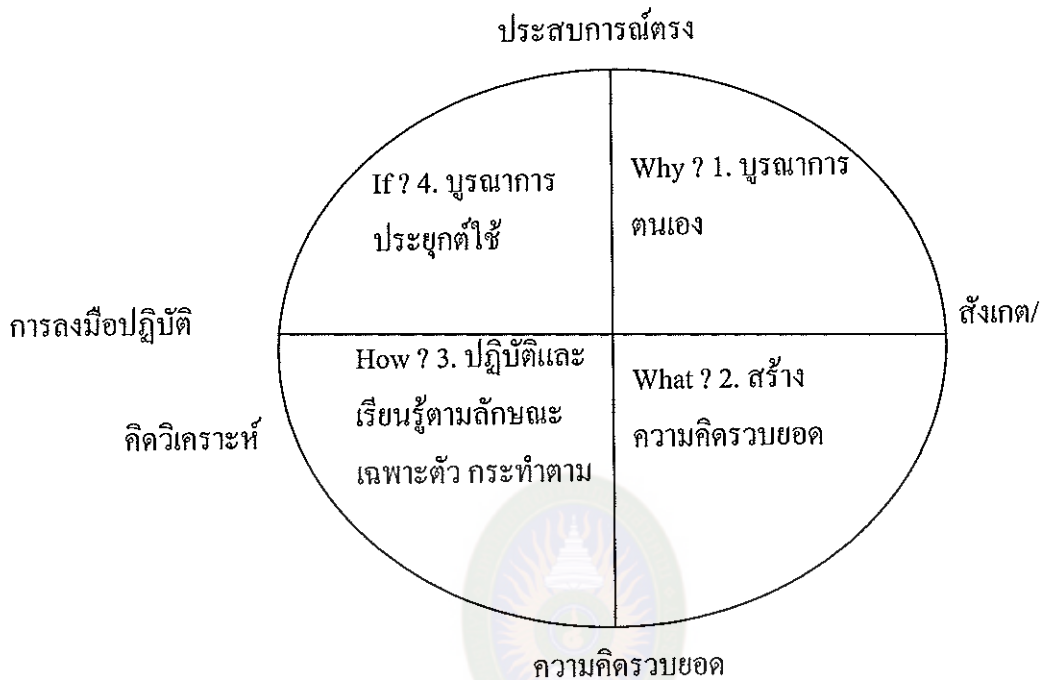 ประสบการณ์ตรง
If ? 4. บูรณาการ
ประยุกต์ใช้
Why ? 1. บูรณาการ
ตนเอง
การลงมือปฏิบัติ
สังเกต/
How ? 3. ปฏิบัติและ
เรียนรู้ตามลักษณะ
เฉพาะตัว กระทำตาม
What ? 2. สร้าง
ความคิดรวบยอด
คิดวิเคราะห์
ความคิดรวบยอด